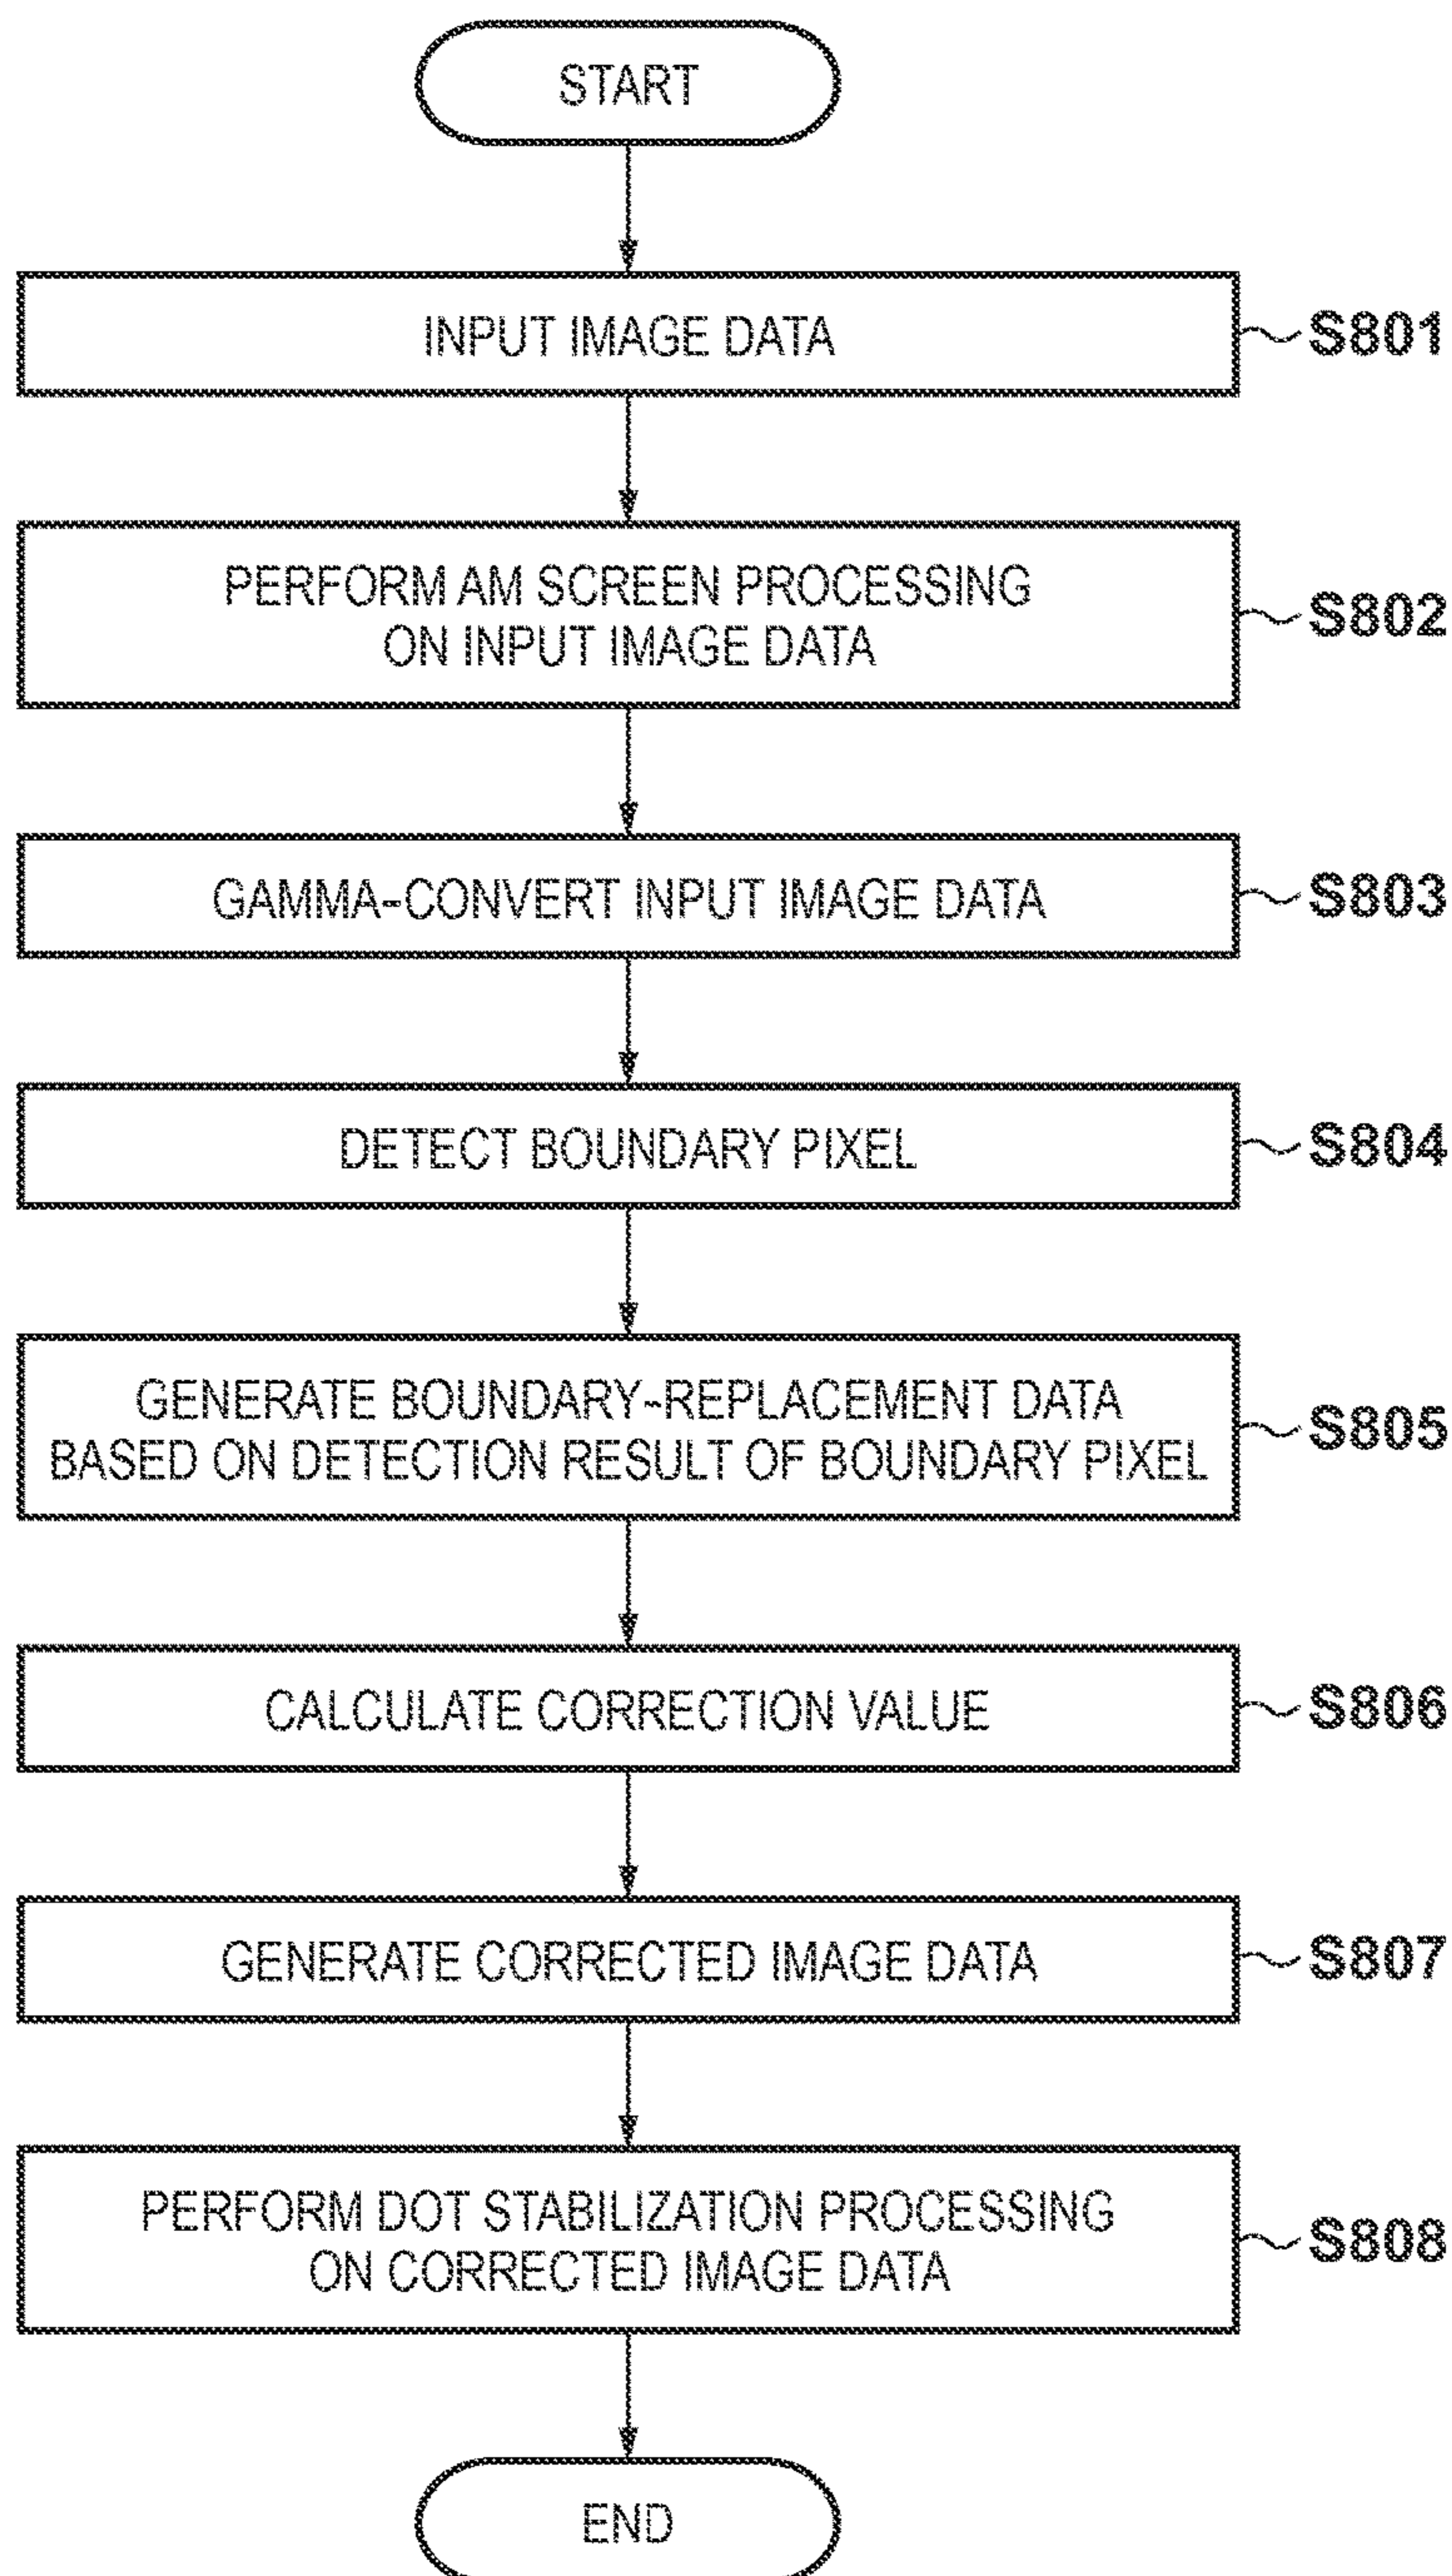 START
INPUT IMAGE DATA
S801
PERFORM AM SCREEN PROCESSING
ON INPUT IMAGE DATA
S802
GAMMA-CONVERT INPUT IMAGE DATA
S803
DETECT BOUNDARY PIXEL
S804
GENERATE BOUNDARY-REPLACEMENT DATA
BASED ON DETECTION RESULT OF BOUNDARY PIXEL
S805
CALCULATE CORRECTION VALUE
S806
GENERATE CORRECTED IMAGE DATA
S807
PERFORM DOT STABILIZATION PROCESSING
ON CORRECTED IMAGE DATA
S808
END